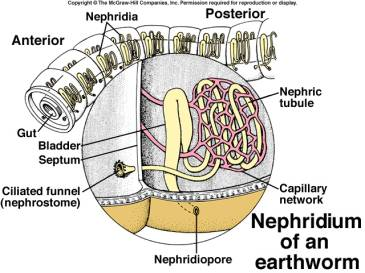 Copyright © The McGraw-Hill Companies, Inc. Permission required for reproduction or display.
Nephridia
Posterior
Anterior
Nephric
tubule
Gut
Bladder
Septum
Ciliated funnel
(nephrostome)
Capillary
network
Nephridiopore
Nephridium
of an
earthworm